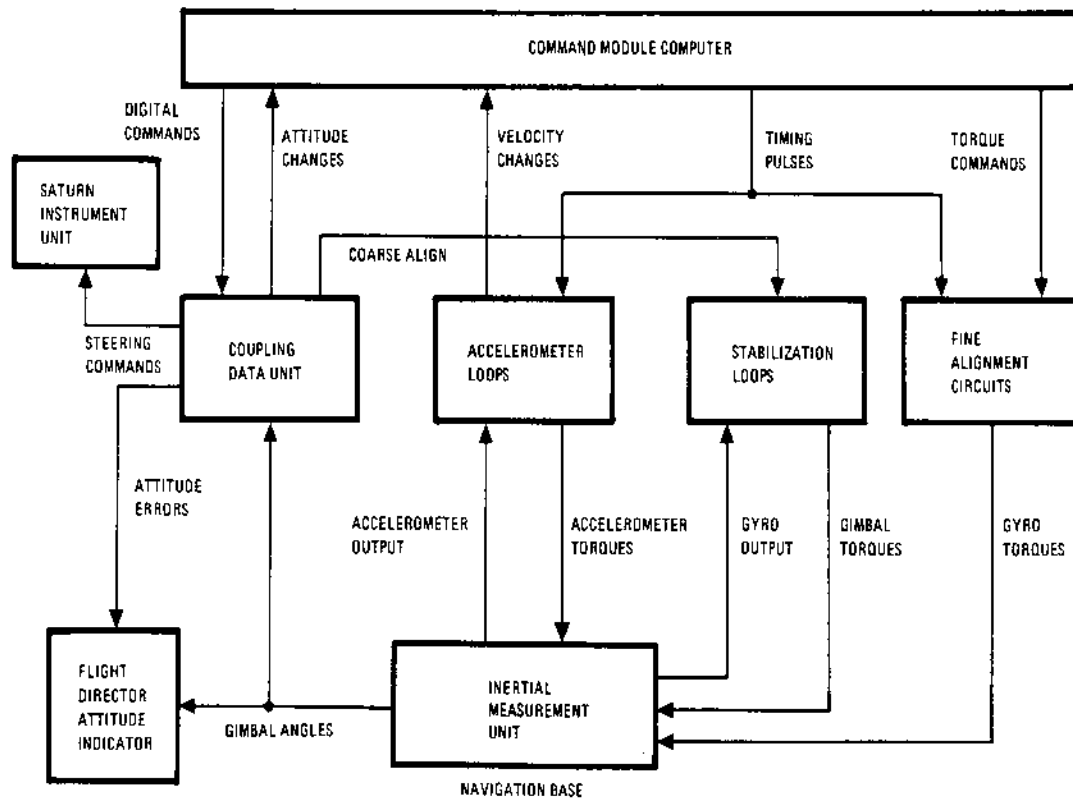 COMMAND MODULE COMPUTER
DIGITAL
COMMANDS
ATTITUDE
CHANGES
VELOCITY
CHANGES
TIMING
PULSES
TORQUE
COMMANDS
SATURN
INSTRUMENT
UNIT
COARSE ALIGN
STEERING
COMMANDS
COUPLING
DATA UNIT
ACCELEROMETER
LOOPS
STABILIZATION
LOOPS
FINE
ALIGNMENT
CIRCUITS
ATTITUDE
ERRORS
ACCELEROMETER
OUTPUT
ACCELEROMETER
TORQUES
GYRO
OUTPUT
GIMBAL
TORQUES
GYRO
TORQUES
FLIGHT
DIRECTOR
ATTITUDE
INDICATOR
GIMBAL ANGLES
INERTIAL
MEASUREMENT
UNIT
NAVIGATION BASE